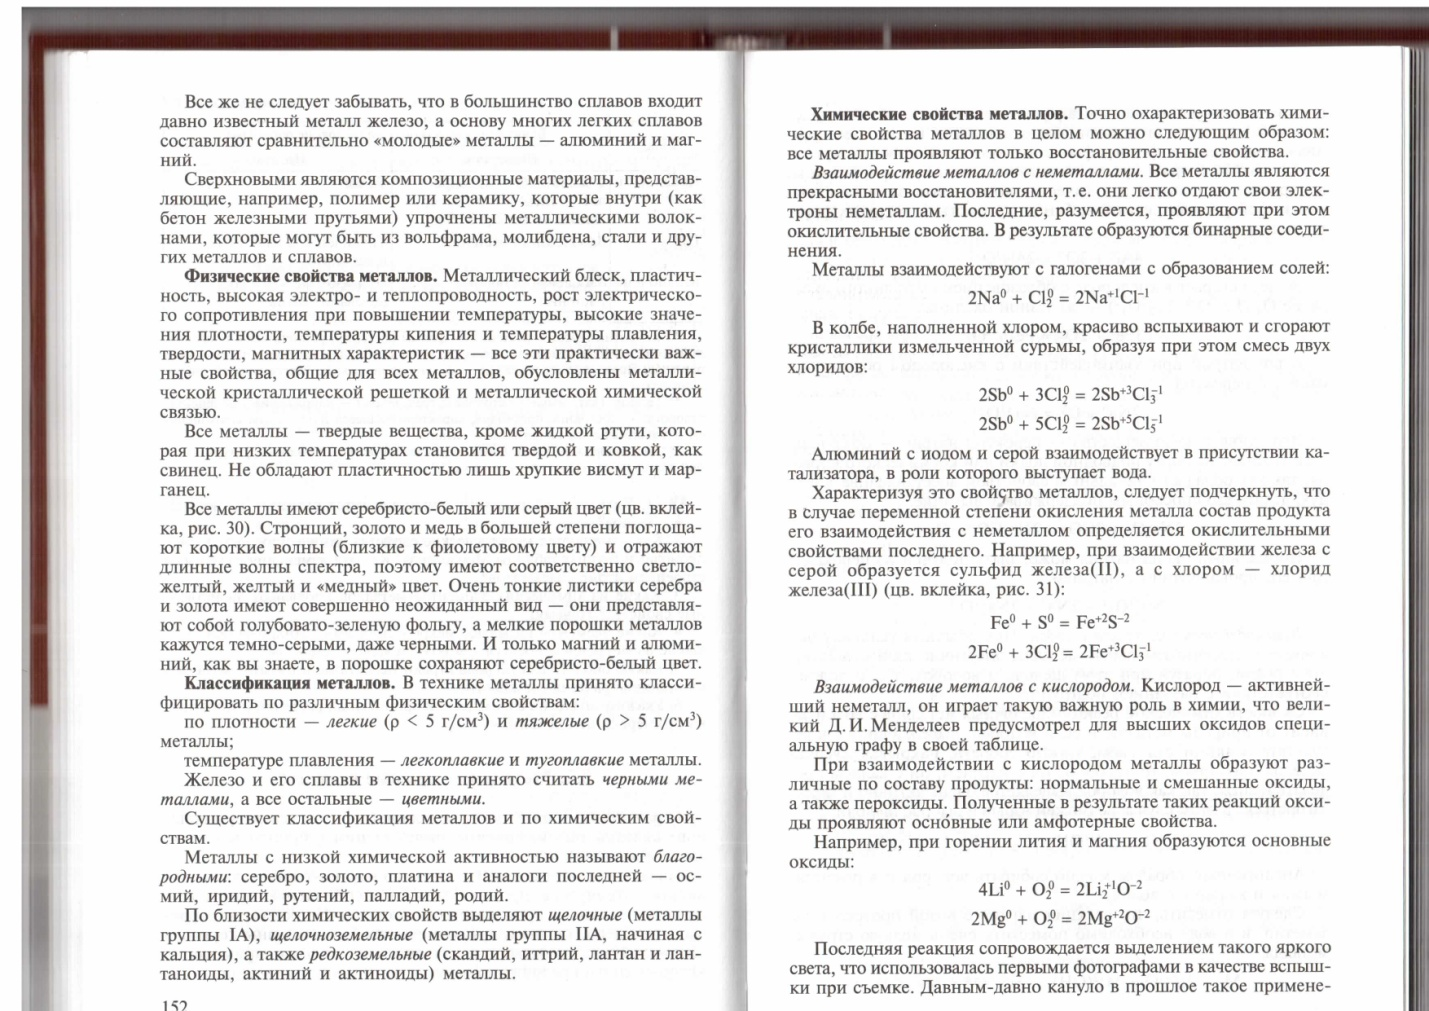 Все же не следует забывать, что в большинство сплавов входит
давно известный металл железо, а основу многих легких сплавов
составляют сравнительно «молодые» металлы — алюминий и маг-
ний.
Сверхновыми являются композиционные материалы, представ-
ляющие, например, полимер или керамику, которые внутри (как
бетон железными прутьями) упрочнены металлическими волок-
нами, которые могут быть из вольфрама, молибдена, стали и дру-
гих металлов и сплавов.
Физические свойства металлов. Металлический блеск, пластич-
ность, высокая электро- и теплопроводность, рост электрическо-
го сопротивления при повышении температуры, высокие значе-
ния плотности, температуры кипения и температуры плавления,
твердости, магнитных характеристик — все эти практически важ-
ные свойства, общие для всех металлов, обусловлены металли-
ческой кристаллической решеткой и металлической химической
связью.
Все металлы — твердые вещества, кроме жидкой ртути, кото-
рая при низких температурах становится твердой и ковкой, как
свинец. Не обладают пластичностью лишь хрупкие висмут и мар-
ганец.
Все металлы имеют серебристо-белый или серый цвет (цв. вклей-
ка, рис. 30). Стронций, золото и медь в большей степени поглоща-
ют короткие волны (близкие к фиолетовому цвету) и отражают
длинные волны спектра, поэтому имеют соответственно светло-
желтый, желтый и «медный» цвет. Очень тонкие листики серебра
и золота имеют совершенно неожиданный вид — они представля-
ют собой голубовато-зеленую фольгу, а мелкие порошки металлов
кажутся темно-серыми, даже черными. И только магний и алюми-
ний, как вы знаете, в порошке сохраняют серебристо-белый цвет.
Классификация металлов. В технике металлы принято класси-
фицировать по различным физическим свойствам:
по плотности — легкие (ρ < 5 г/см³) и тяжелые (ρ > 5 г/см³)
металлы;
температуре плавления — легкоплавкие и тугоплавкие металлы.
Железо и его сплавы в технике принято считать черными ме-
таллами, а все остальные — цветными.
Существует классификация металлов и по химическим свой-
ствам.
Металлы с низкой химической активностью называют благо-
родными: серебро, золото, платина и аналоги последней — ос-
мий, иридий, рутений, палладий, родий.
По близости химических свойств выделяют щелочные (металлы
группы IA), щелочноземельные (металлы группы IIA, начиная с
кальция), а также редкоземельные (скандий, иттрий, лантан и лан-
таноиды, актиний и актиноиды) металлы.
152
Химические свойства металлов. Точно охарактеризовать хими-
ческие свойства металлов в целом можно следующим образом:
все металлы проявляют только восстановительные свойства.
Взаимодействие металлов с неметаллами. Все металлы являются
прекрасными восстановителями, т. е. они легко отдают свои элек-
троны неметаллам. Последние, разумеется, проявляют при этом
окислительные свойства. В результате образуются бинарные соеди-
нения.
Металлы взаимодействуют с галогенами с образованием солей:
2Na⁰ + Cl₂⁰ = 2Na⁺¹Cl⁻¹
В колбе, наполненной хлором, красиво вспыхивают и сгорают
кристаллики измельченной сурьмы, образуя при этом смесь двух
хлоридов:
2Sb⁰ + 3Cl₂⁰ = 2Sb⁺³Cl₃⁻¹
2Sb⁰ + 5Cl₂⁰ = 2Sb⁺⁵Cl₅⁻¹
Алюминий с иодом и серой взаимодействует в присутствии ка-
тализатора, в роли которого выступает вода.
Характеризуя это свойство металлов, следует подчеркнуть, что
в случае переменной степени окисления металла состав продукта
его взаимодействия с неметаллом определяется окислительными
свойствами последнего. Например, при взаимодействии железа с
серой образуется сульфид железа(II), а с хлором — хлорид
железа(III) (цв. вклейка, рис. 31):
Fe⁰ + S⁰ = Fe⁺²S⁻²
2Fe⁰ + 3Cl₂⁰ = 2Fe⁺³Cl₃⁻¹
Взаимодействие металлов с кислородом. Кислород — активней-
ший неметалл, он играет такую важную роль в химии, что вели-
кий Д. И. Менделеев предусмотрел для высших оксидов специ-
альную графу в своей таблице.
При взаимодействии с кислородом металлы образуют раз-
личные по составу продукты: нормальные и смешанные оксиды,
а также пероксиды. Полученные в результате таких реакций окси-
ды проявляют осно́вные или амфотерные свойства.
Например, при горении лития и магния образуются основные
оксиды:
4Li⁰ + O₂⁰ = 2Li₂⁺¹O⁻²
2Mg⁰ + O₂⁰ = 2Mg⁺²O⁻²
Последняя реакция сопровождается выделением такого яркого
света, что использовалась первыми фотографами в качестве вспыш-
ки при съемке. Давным-давно кануло в прошлое такое примене-